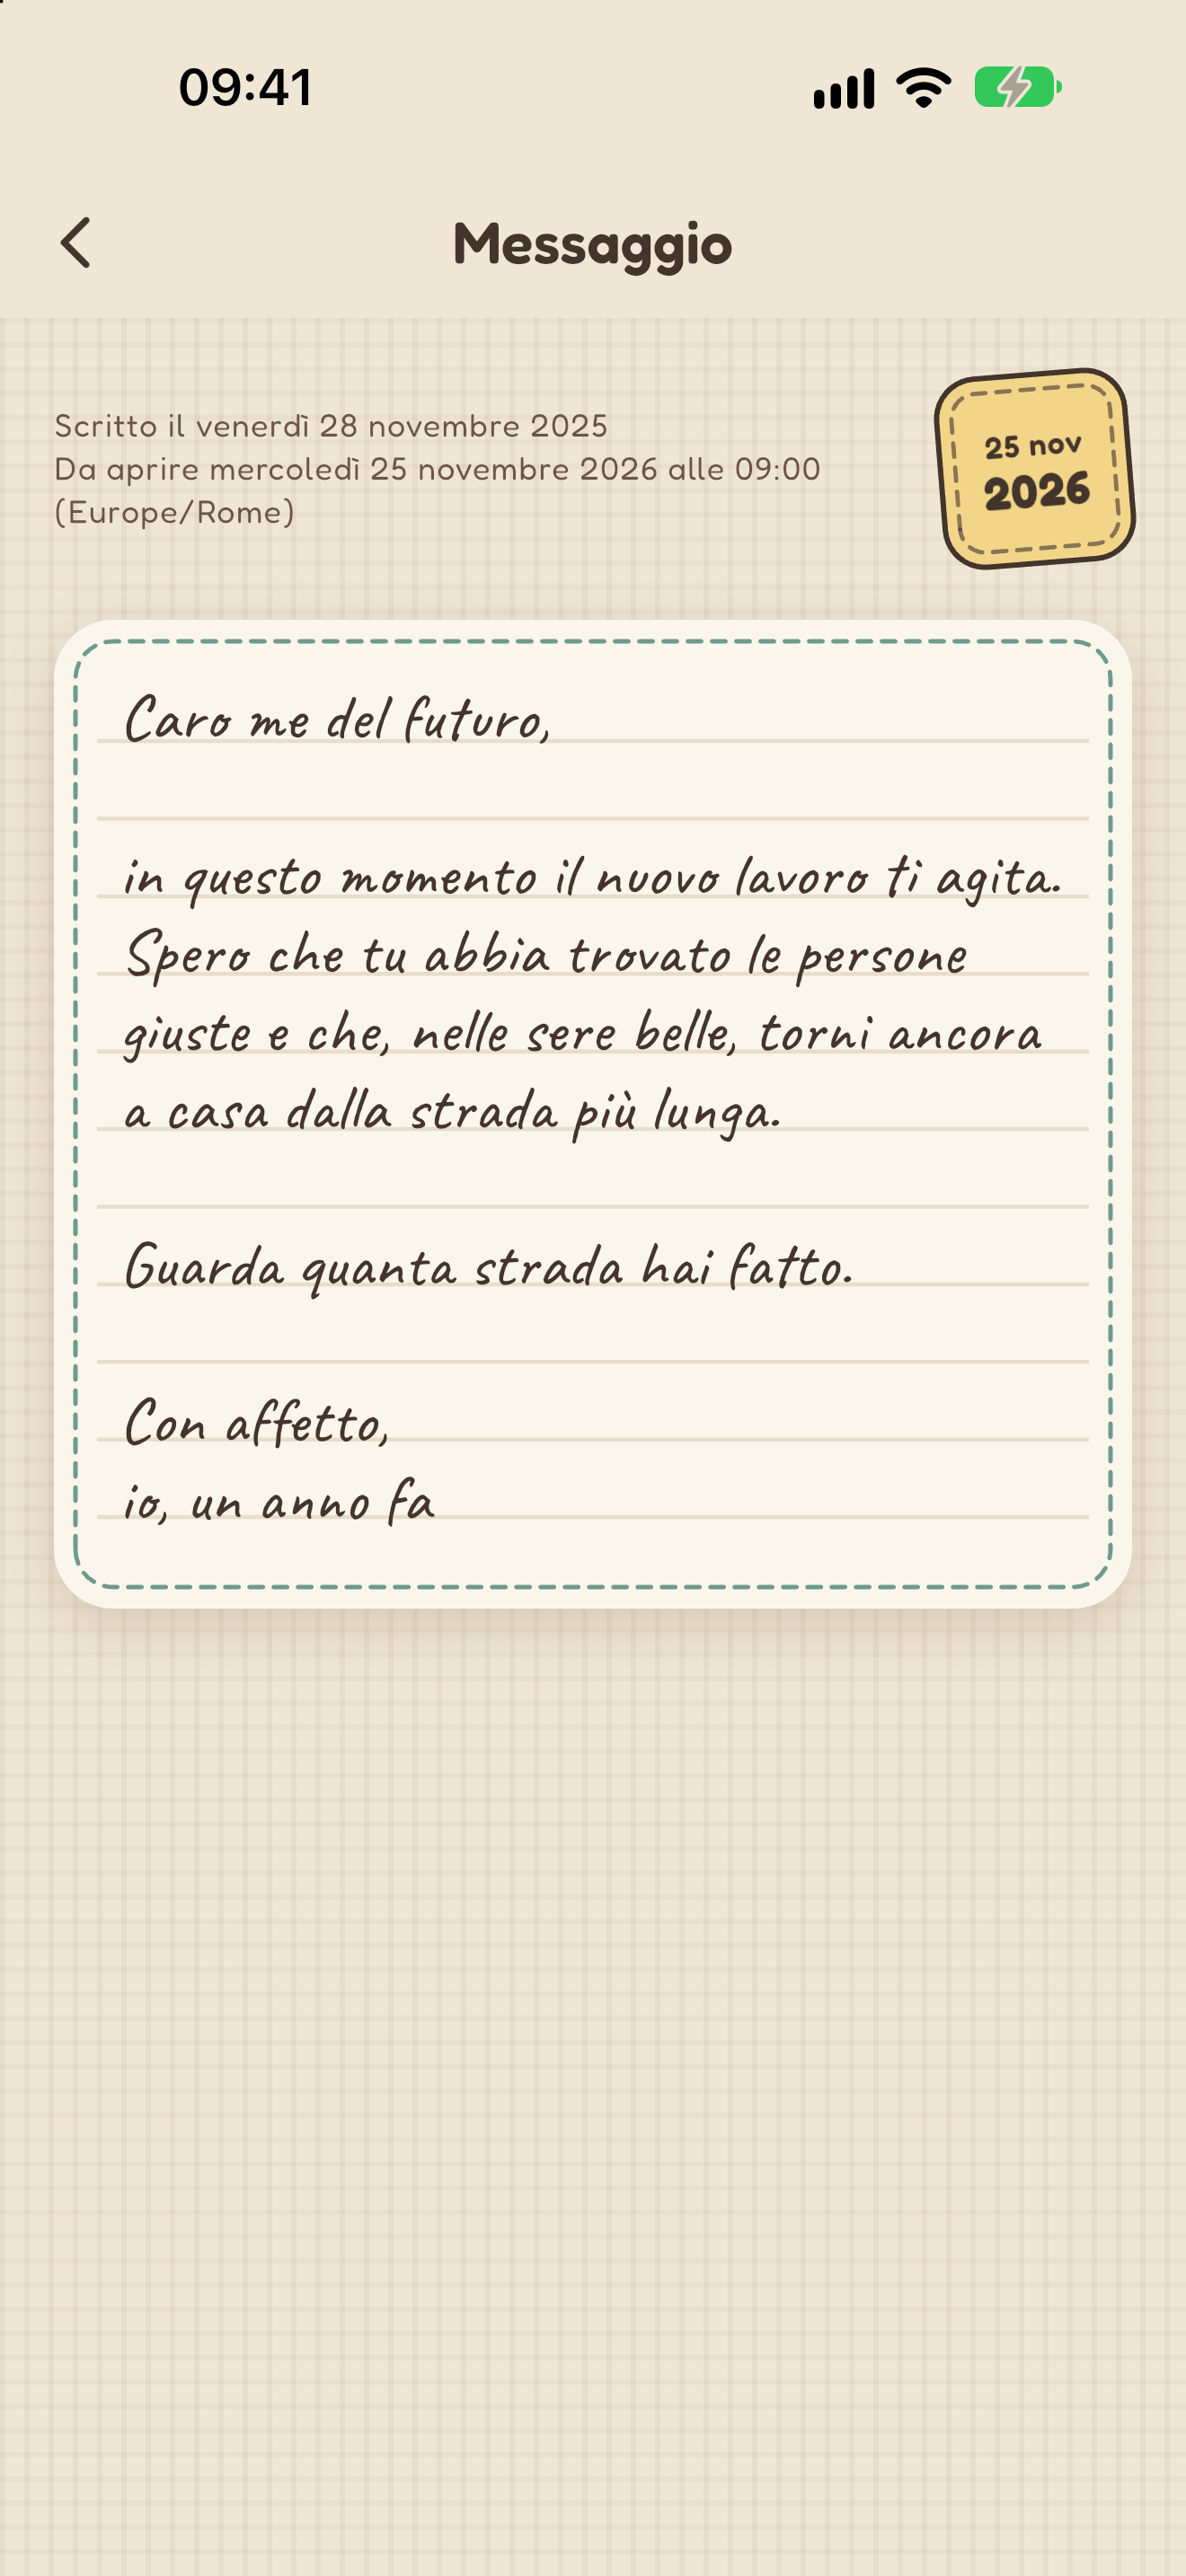 09:41
Messaggio
Scritto il venerdì 28 novembre 2025
Da aprire mercoledì 25 novembre 2026 alle 09:00
(Europe/Rome)
25 nov
2026
Caro me del futuro,
in questo momento il nuovo lavoro ti agita.
Spero che tu abbia trovato le persone
giuste e che, nelle sere belle, torni ancora
a casa dalla strada più lunga.
Guarda quanta strada hai fatto.
Con affetto,
io, un anno fa